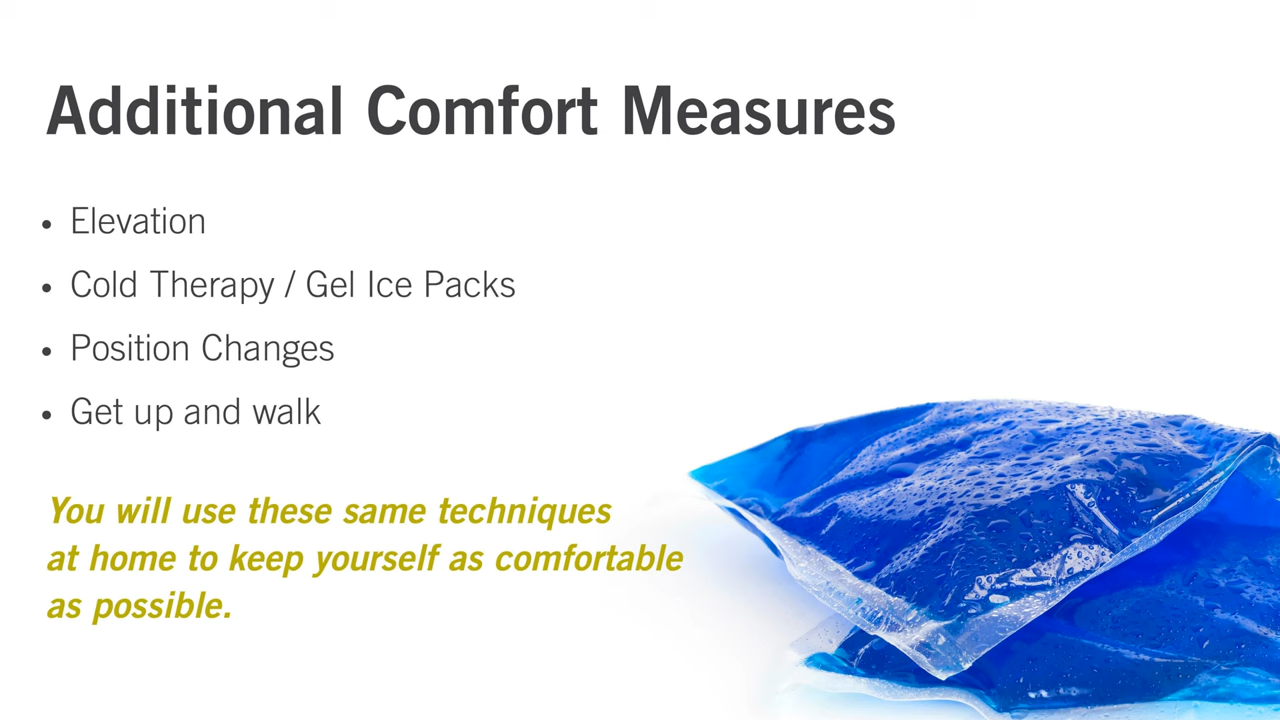 Additional Comfort Measures
• Elevation
• Cold Therapy / Gel Ice Packs
• Position Changes
• Get up and walk
You will use these same techniques
at home to keep yourself as comfortable
as possible.